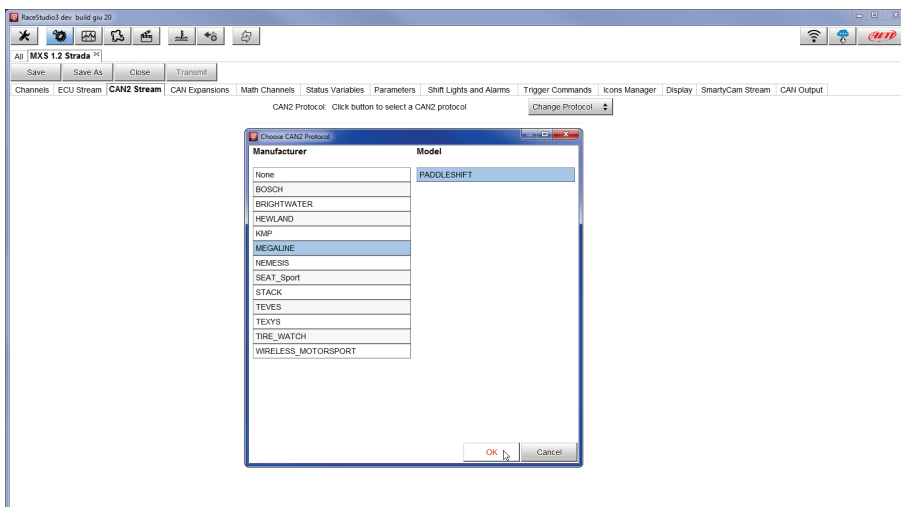 RaceStudio3 dev build giu 20
AiM
All MXS 1.2 Strada
Save Save As Close Transmit
Channels ECU Stream CAN2 Stream CAN Expansions Math Channels Status Variables Parameters Shift Lights and Alarms Trigger Commands Icons Manager Display SmartyCam Stream CAN Output
CAN2 Protocol: Click button to select a CAN2 protocol Change Protocol
Choose CAN2 Protocol
Manufacturer Model
None PADDLESHIFT
BOSCH
BRIGHTWATER
HEWLAND
KMP
MEGALINE
NEMESIS
SEAT_Sport
STACK
TEVES
TEXYS
TIRE_WATCH
WIRELESS_MOTORSPORT
OK Cancel